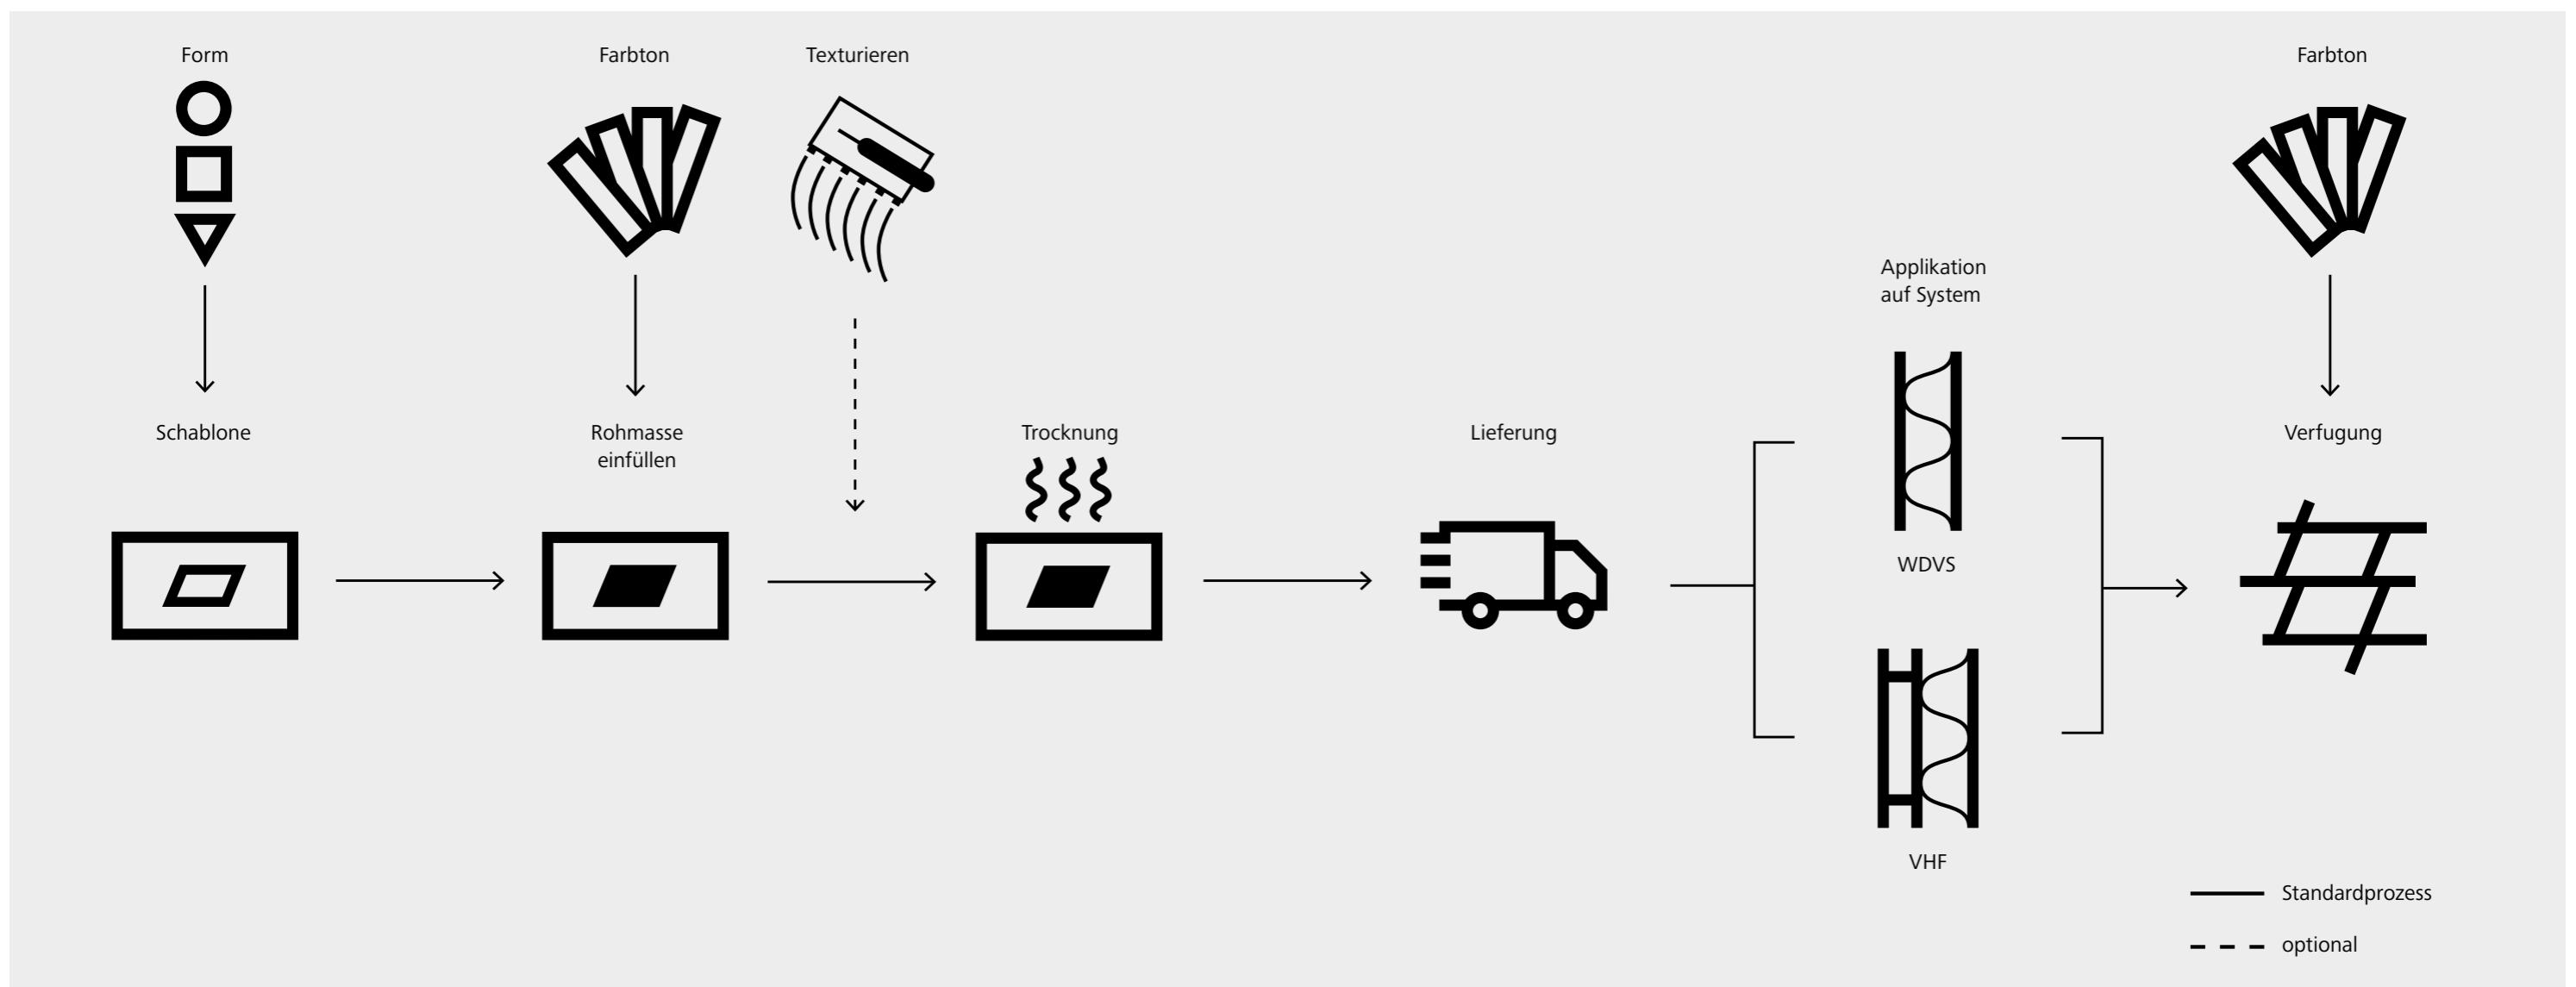 Form
Farbton
Texturieren
Farbton
Applikation
auf System
Schablone
Rohmasse
einfüllen
Trocknung
Lieferung
Verfugung
WDVS
VHF
Standardprozess
optional